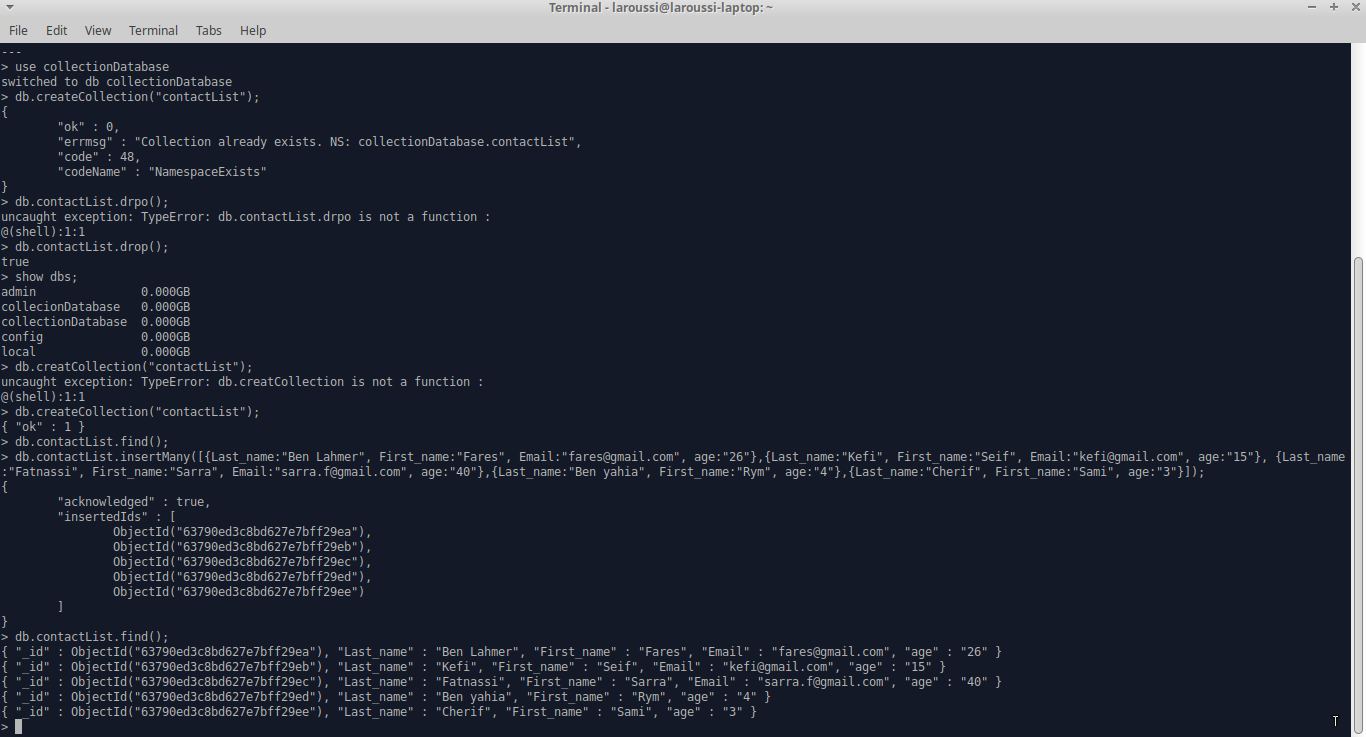 Terminal - laroussi@laroussi-laptop: ~
File Edit View Terminal Tabs Help
---
> use collectionDatabase
switched to db collectionDatabase
> db.createCollection("contactList");
{
        "ok" : 0,
        "errmsg" : "Collection already exists. NS: collectionDatabase.contactList",
        "code" : 48,
        "codeName" : "NamespaceExists"
}
> db.contactList.drpo();
uncaught exception: TypeError: db.contactList.drpo is not a function :
@(shell):1:1
> db.contactList.drop();
true
> show dbs;
admin               0.000GB
collecionDatabase   0.000GB
collectionDatabase  0.000GB
config              0.000GB
local               0.000GB
> db.creatCollection("contactList");
uncaught exception: TypeError: db.creatCollection is not a function :
@(shell):1:1
> db.createCollection("contactList");
{ "ok" : 1 }
> db.contactList.find();
> db.contactList.insertMany([{Last_name:"Ben Lahmer", First_name:"Fares", Email:"fares@gmail.com", age:"26"},{Last_name:"Kefi", First_name:"Seif", Email:"kefi@gmail.com", age:"15"}, {Last_name
:"Fatnassi", First_name:"Sarra", Email:"sarra.f@gmail.com", age:"40"},{Last_name:"Ben yahia", First_name:"Rym", age:"4"},{Last_name:"Cherif", First_name:"Sami", age:"3"}]);
{
        "acknowledged" : true,
        "insertedIds" : [
                ObjectId("63790ed3c8bd627e7bff29ea"),
                ObjectId("63790ed3c8bd627e7bff29eb"),
                ObjectId("63790ed3c8bd627e7bff29ec"),
                ObjectId("63790ed3c8bd627e7bff29ed"),
                ObjectId("63790ed3c8bd627e7bff29ee")
        ]
}
> db.contactList.find();
{ "_id" : ObjectId("63790ed3c8bd627e7bff29ea"), "Last_name" : "Ben Lahmer", "First_name" : "Fares", "Email" : "fares@gmail.com", "age" : "26" }
{ "_id" : ObjectId("63790ed3c8bd627e7bff29eb"), "Last_name" : "Kefi", "First_name" : "Seif", "Email" : "kefi@gmail.com", "age" : "15" }
{ "_id" : ObjectId("63790ed3c8bd627e7bff29ec"), "Last_name" : "Fatnassi", "First_name" : "Sarra", "Email" : "sarra.f@gmail.com", "age" : "40" }
{ "_id" : ObjectId("63790ed3c8bd627e7bff29ed"), "Last_name" : "Ben yahia", "First_name" : "Rym", "age" : "4" }
{ "_id" : ObjectId("63790ed3c8bd627e7bff29ee"), "Last_name" : "Cherif", "First_name" : "Sami", "age" : "3" }
>